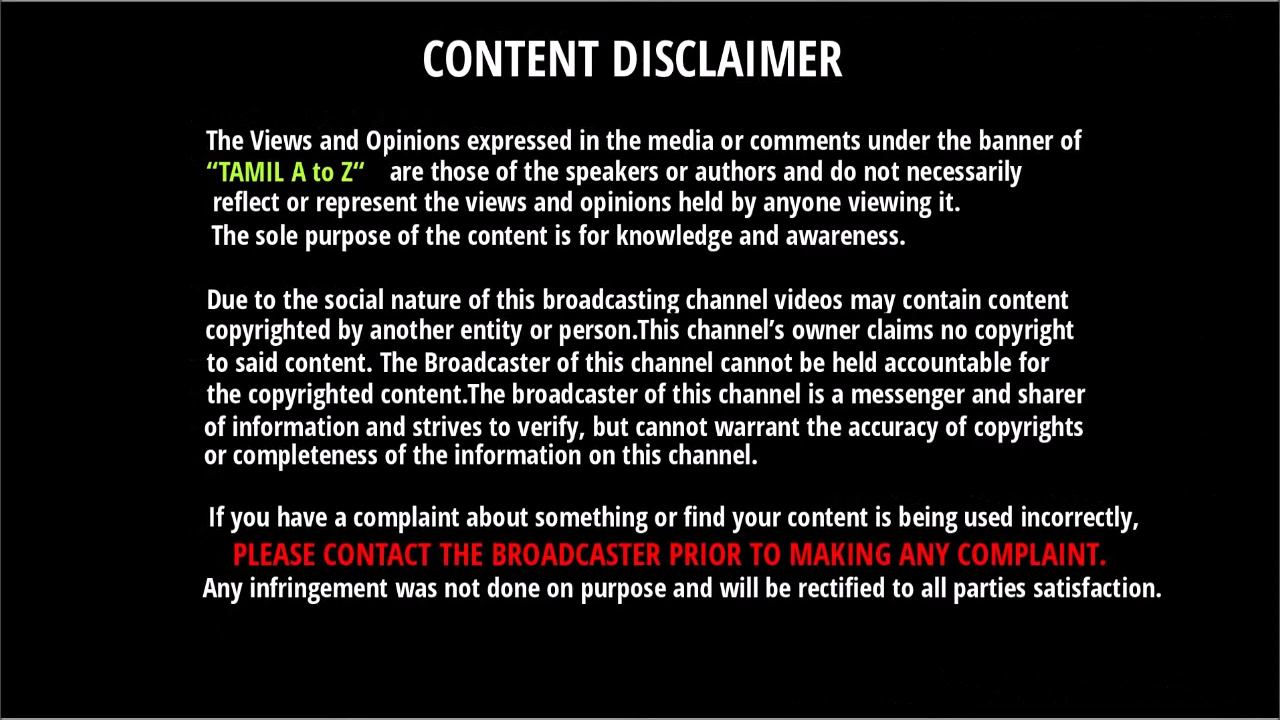 CONTENT DISCLAIMER
The Views and Opinions expressed in the media or comments under the banner of
“TAMIL A to Z“ are those of the speakers or authors and do not necessarily
reflect or represent the views and opinions held by anyone viewing it.
The sole purpose of the content is for knowledge and awareness.
Due to the social nature of this broadcasting channel videos may contain content
copyrighted by another entity or person.This channel’s owner claims no copyright
to said content. The Broadcaster of this channel cannot be held accountable for
the copyrighted content.The broadcaster of this channel is a messenger and sharer
of information and strives to verify, but cannot warrant the accuracy of copyrights
or completeness of the information on this channel.
If you have a complaint about something or find your content is being used incorrectly,
PLEASE CONTACT THE BROADCASTER PRIOR TO MAKING ANY COMPLAINT.
Any infringement was not done on purpose and will be rectified to all parties satisfaction.